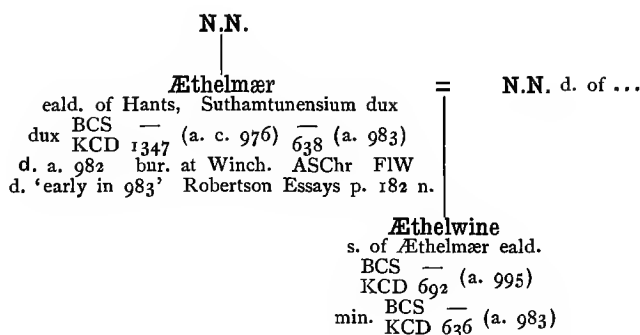 N.N.
Æthelmær = N.N. d. of ...
eald. of Hants, Suthamtunensium dux
dux BCS — (a. c. 976) — (a. 983)
KCD 1347 638
d. a. 982 bur. at Winch. ASChr FlW
d. 'early in 983' Robertson Essays p. 182 n.
Æthelwine
s. of Æthelmær eald.
BCS — (a. 995)
KCD 692
min. BCS — (a. 983)
KCD 636